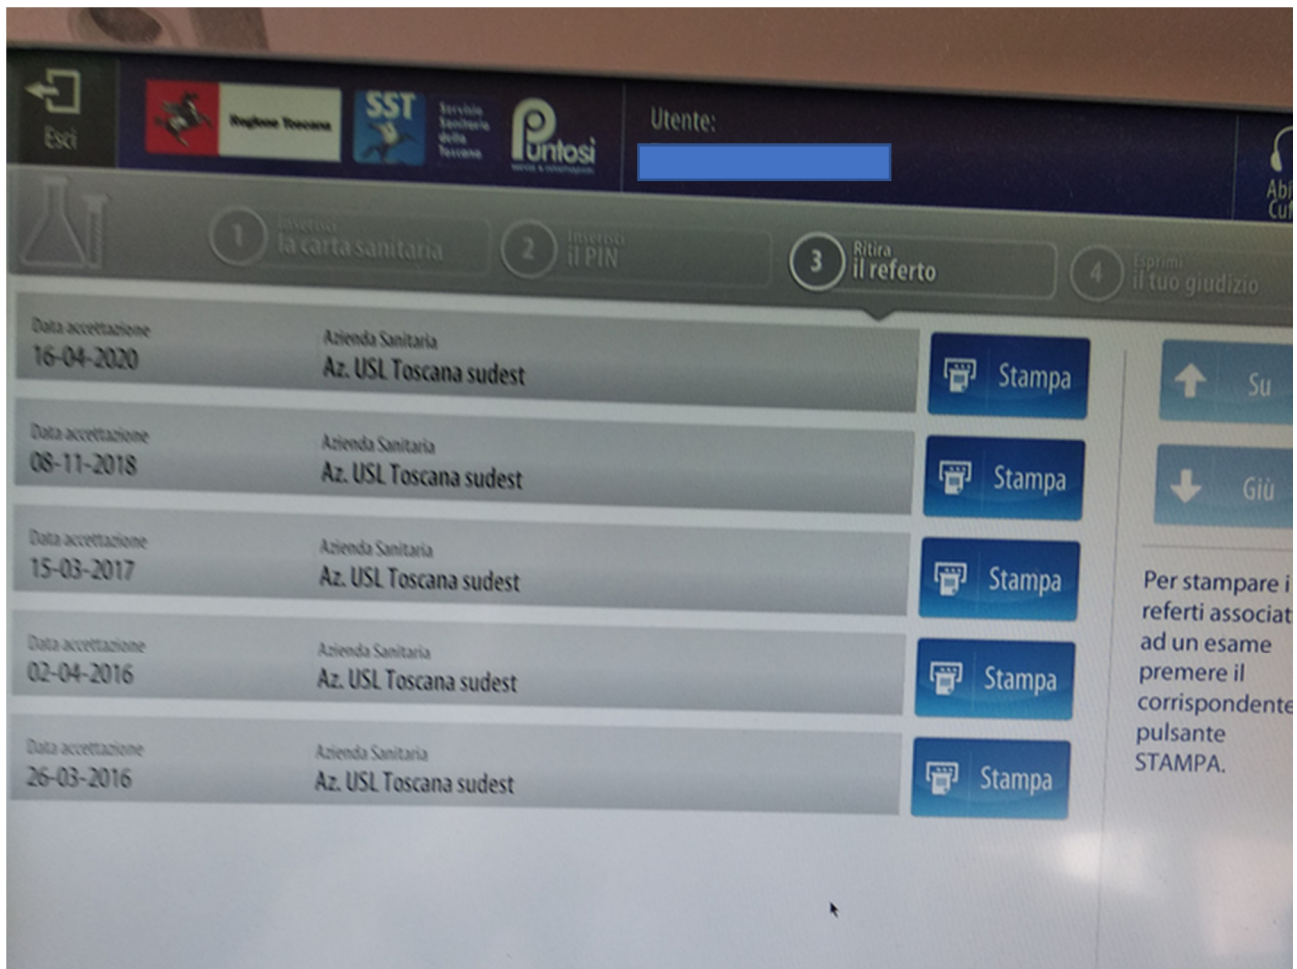 Esci
Regione Toscana
SST
Servizio
Sanitario
della
Toscana
Puntosi
Utente:
1
Inserisci
la carta sanitaria
2
Inserisci
il PIN
3
Ritira
il referto
4
Esprimi
il tuo giudizio
Data accettazione
16-04-2020
Azienda Sanitaria
Az. USL Toscana sudest
Stampa
Data accettazione
08-11-2018
Azienda Sanitaria
Az. USL Toscana sudest
Stampa
Data accettazione
15-03-2017
Azienda Sanitaria
Az. USL Toscana sudest
Stampa
Data accettazione
02-04-2016
Azienda Sanitaria
Az. USL Toscana sudest
Stampa
Data accettazione
26-03-2016
Azienda Sanitaria
Az. USL Toscana sudest
Stampa
Su
Giù
Per stampare i
referti associat
ad un esame
premere il
corrispondente
pulsante
STAMPA.